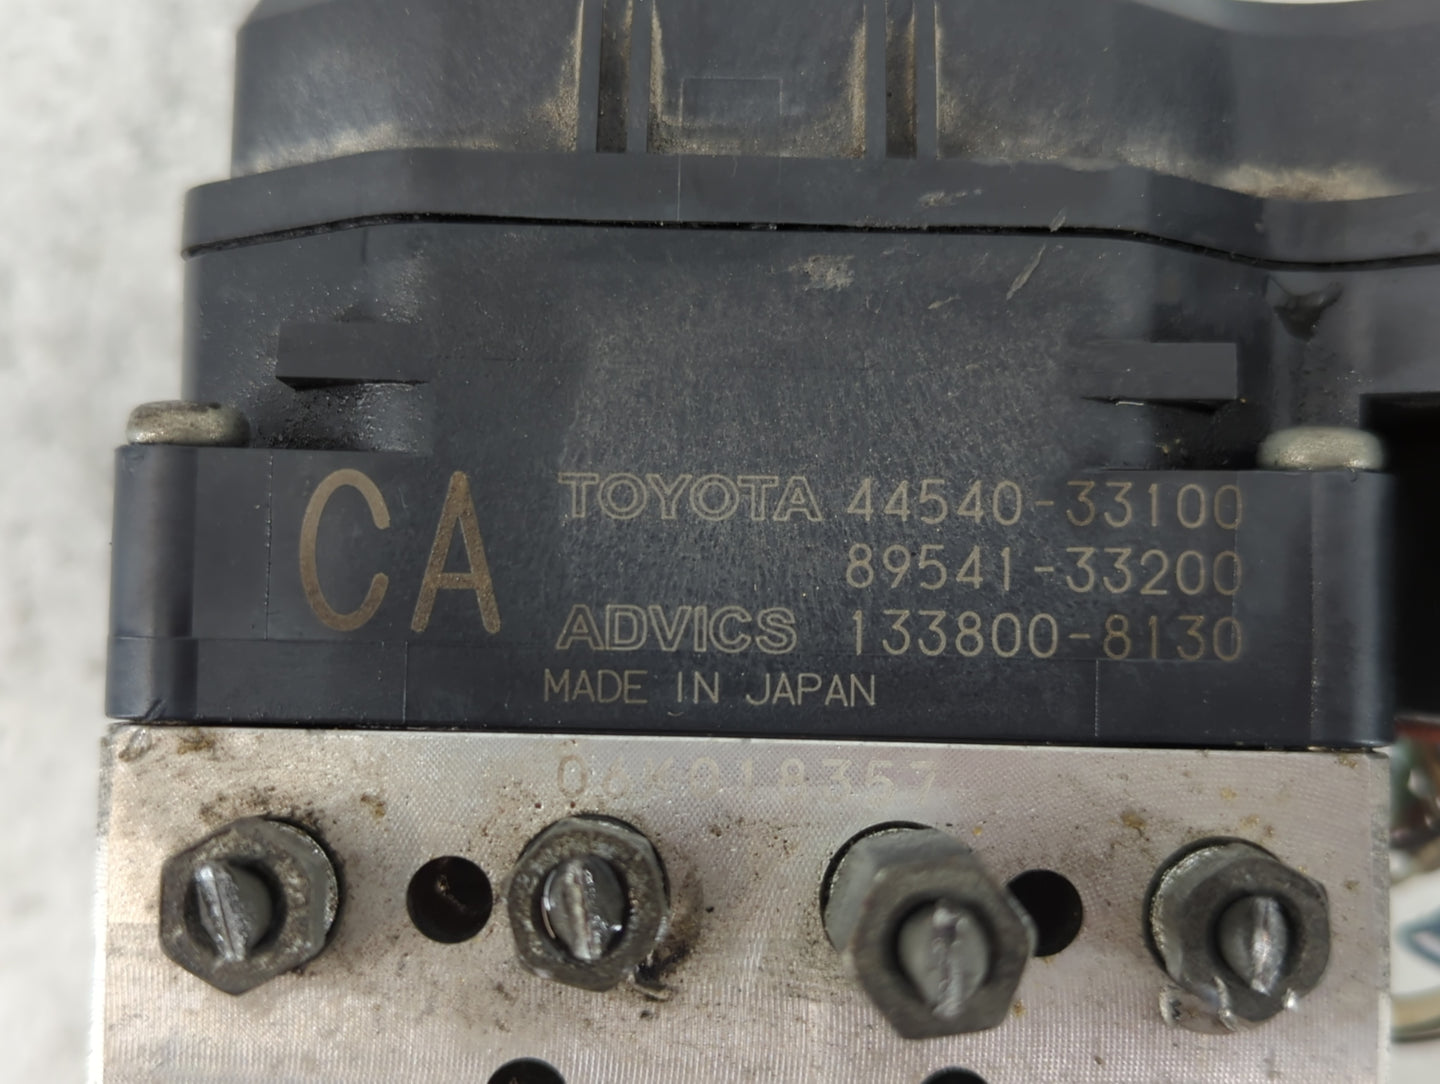 CA
TOYOTA 44540-33100
89541-33200
ADVICS 133800-8130
MADE IN JAPAN